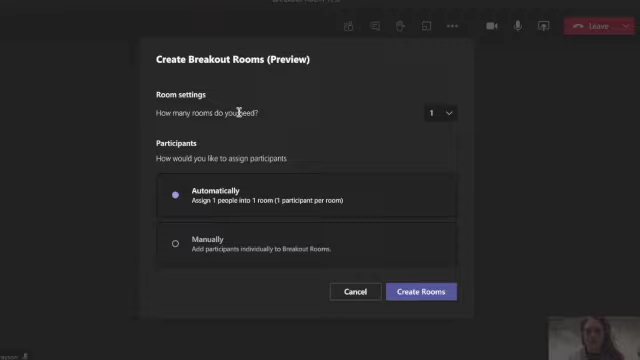 Leave
Create Breakout Rooms (Preview)
Room settings
How many rooms do you need?
1
Participants
How would you like to assign participants
Automatically
Assign 1 people into 1 room (1 participant per room)
Manually
Add participants individually to Breakout Rooms.
Cancel
Create Rooms